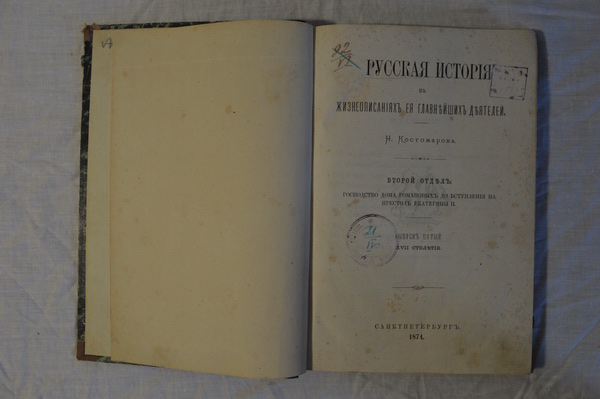 РУССКАЯ ИСТОРІЯ
ВЪ
ЖИЗНЕОПИСАНІЯХЪ ЕЯ ГЛАВНѢЙШИХЪ ДѢЯТЕЛЕЙ.
Н. Костомарова.
ВТОРОЙ ОТДѢЛЪ:
ГОСПОДСТВО ДОМА РОМАНОВЫХЪ ДО ВСТУПЛЕНІЯ НА
ПРЕСТОЛЪ ЕКАТЕРИНЫ II.
ВЫПУСКЪ ПЯТЫЙ
XVII СТОЛѢТІЕ.
САНКТПЕТЕРБУРГЪ.
1874.